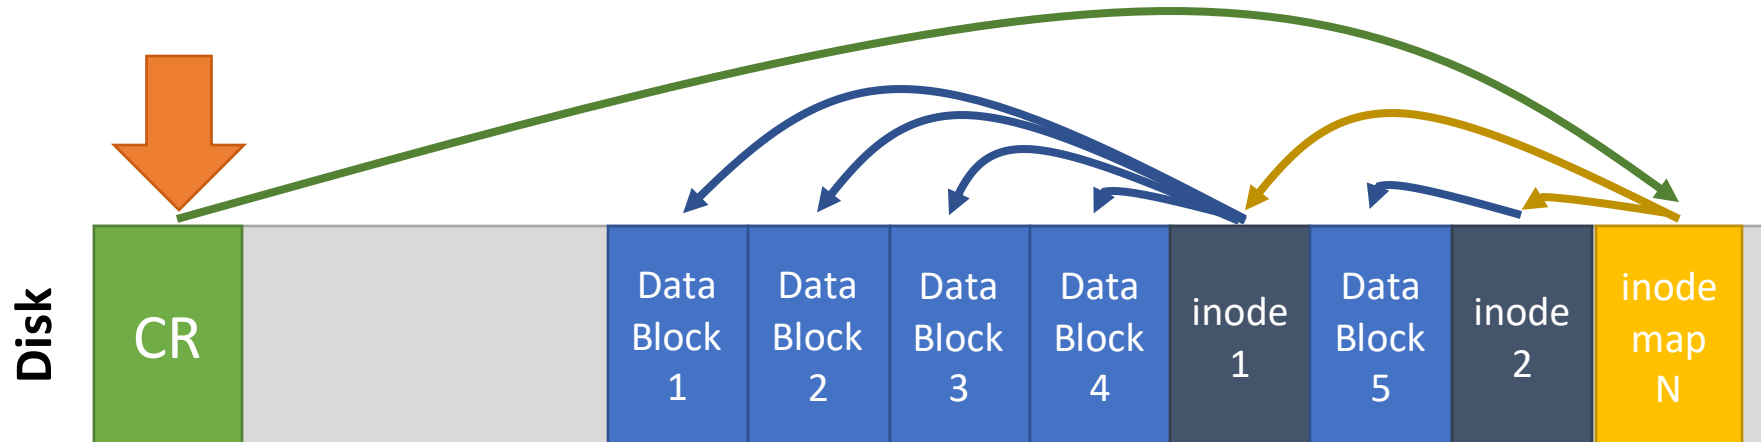 Disk
CR
Data
Block
1
Data
Block
2
Data
Block
3
Data
Block
4
inode
1
Data
Block
5
inode
2
inode
map
N